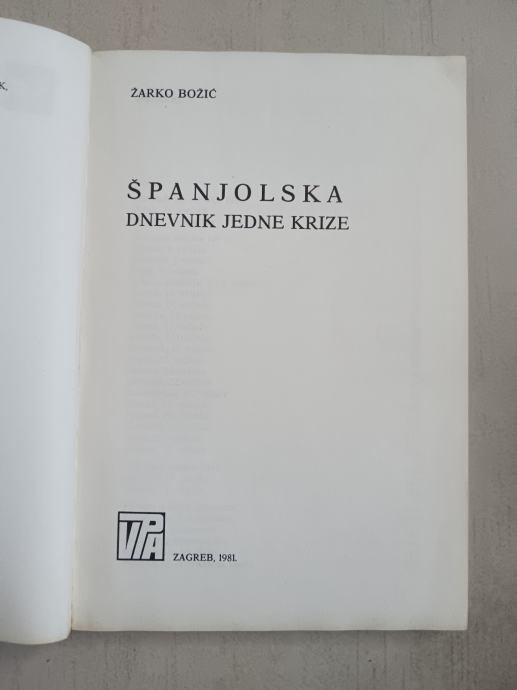 K,
ŽARKO BOŽIĆ
ŠPANJOLSKA
DNEVNIK JEDNE KRIZE
VPA
ZAGREB, 1981.